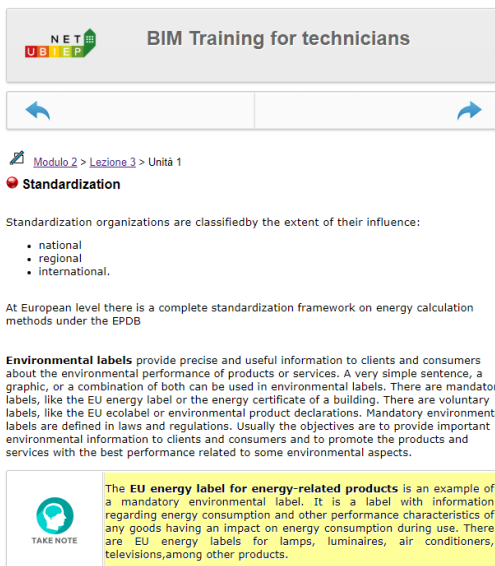 NET
UBIEP
BIM Training for technicians
Modulo 2 > Lezione 3 > Unità 1
Standardization
Standardization organizations are classifiedby the extent of their influence:
national
regional
international.
At European level there is a complete standardization framework on energy calculation
methods under the EPDB
Environmental labels provide precise and useful information to clients and consumers
about the environmental performance of products or services. A very simple sentence, a
graphic, or a combination of both can be used in environmental labels. There are mandator
labels, like the EU energy label or the energy certificate of a building. There are voluntary
labels, like the EU ecolabel or environmental product declarations. Mandatory environment
labels are defined in laws and regulations. Usually the objectives are to provide important
environmental information to clients and consumers and to promote the products and
services with the best performance related to some environmental aspects.
The EU energy label for energy-related products is an example of
a mandatory environmental label. It is a label with information
regarding energy consumption and other performance characteristics of
any goods having an impact on energy consumption during use. There
are EU energy labels for lamps, luminaires, air conditioners,
televisions,among other products.
TAKE NOTE